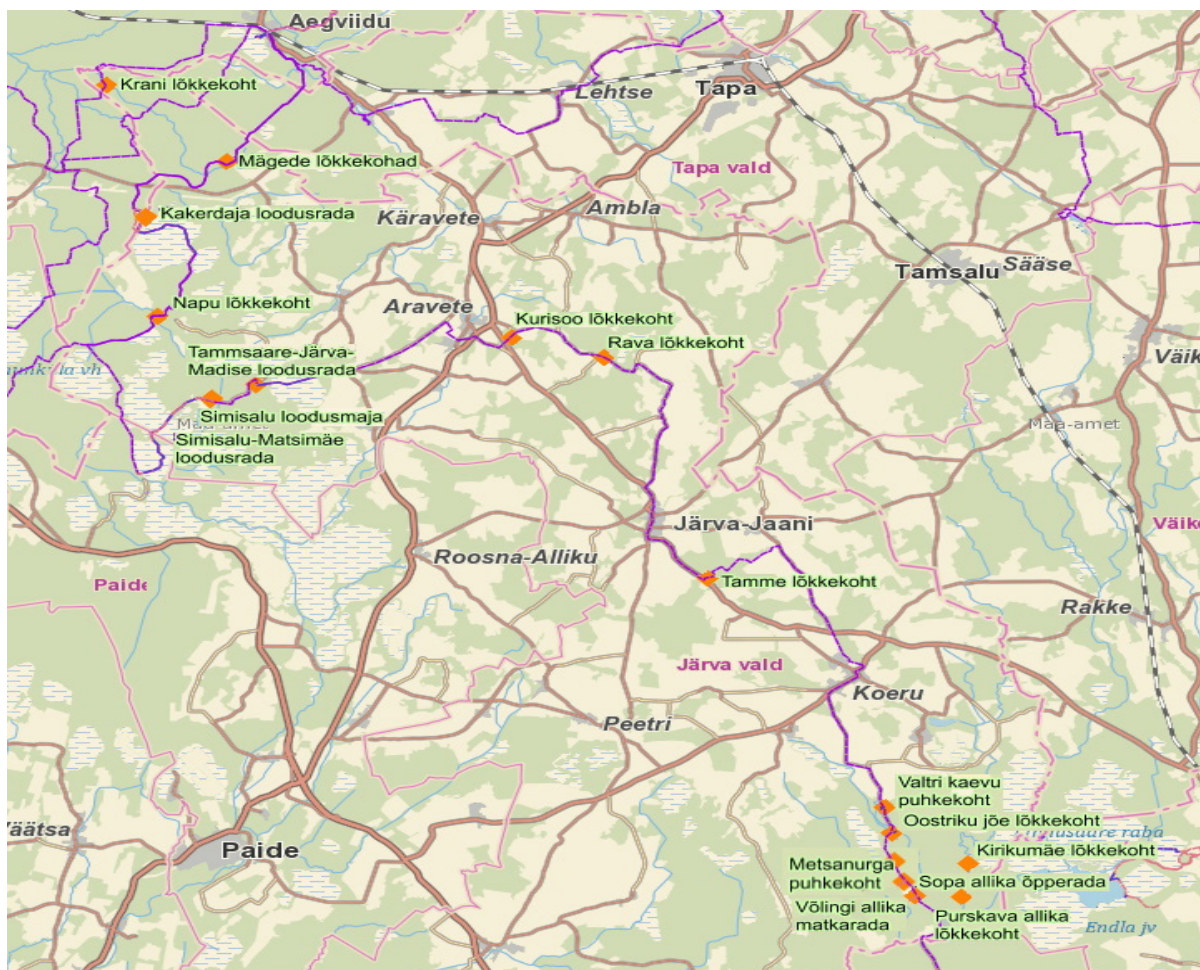 Aegviidu
Krani lõkkekoht
Lehtse
Tapa
Mägede lõkkekohad
Tapa vald
Kakerdaja loodusrada
Käravete
Ambla
Tamsalu
Sääse
Napu lõkkekoht
Aravete
Kurisoo lõkkekoht
Rava lõkkekoht
Väik
Tammsaare-Järva-
Madise loodusrada
Simisalu loodusmaja
Maa-amet
Maa-amet
Simisalu-Matsimäe
loodusrada
Järva-Jaani
Väike
Roosna-Alliku
Paide
Tamme lõkkekoht
Rakke
Järva vald
Koeru
Peetri
Valtri kaevu
puhkekoht
Oostriku jõe lõkkekoht
Väätsa
Paide
Kirikumäe lõkkekoht
Metsanurga
puhkekoht
Sopa allika õpperada
Võlingi allika
matkarada
Purskava allika
lõkkekoht
Endla jv